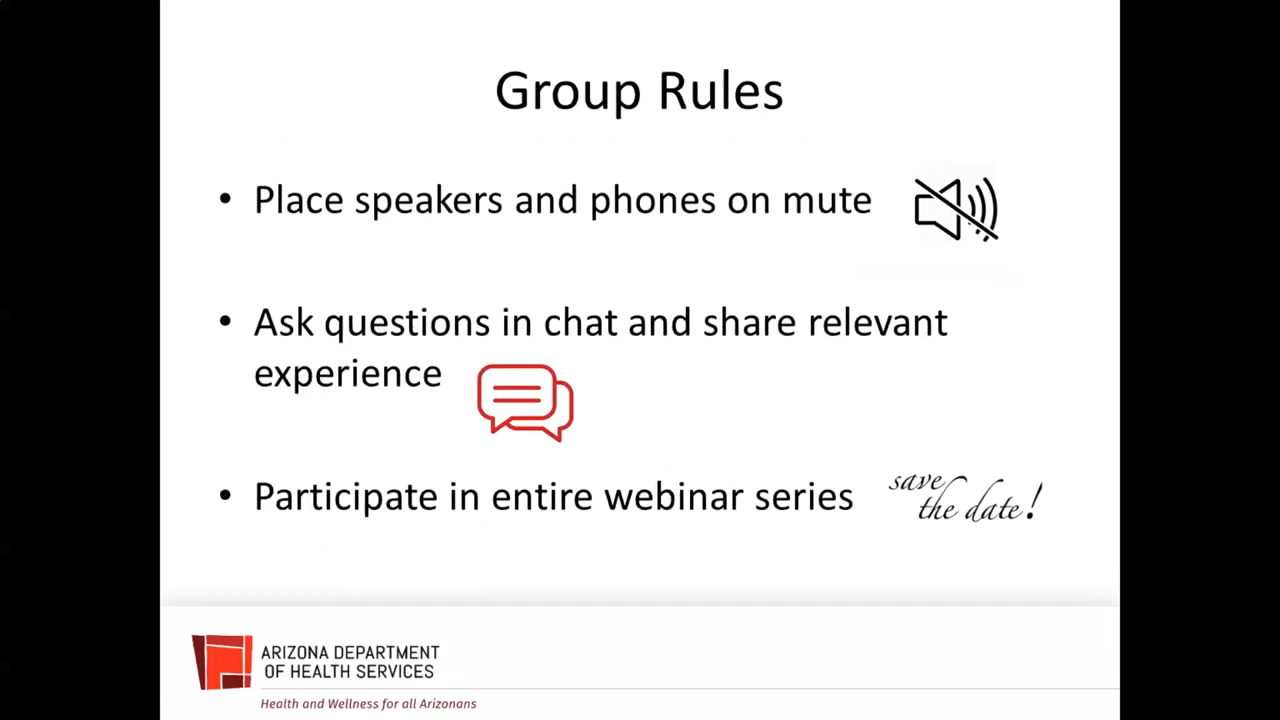 Group Rules
• Place speakers and phones on mute
• Ask questions in chat and share relevant
experience
• Participate in entire webinar series
save
the date!
ARIZONA DEPARTMENT
OF HEALTH SERVICES
Health and Wellness for all Arizonans